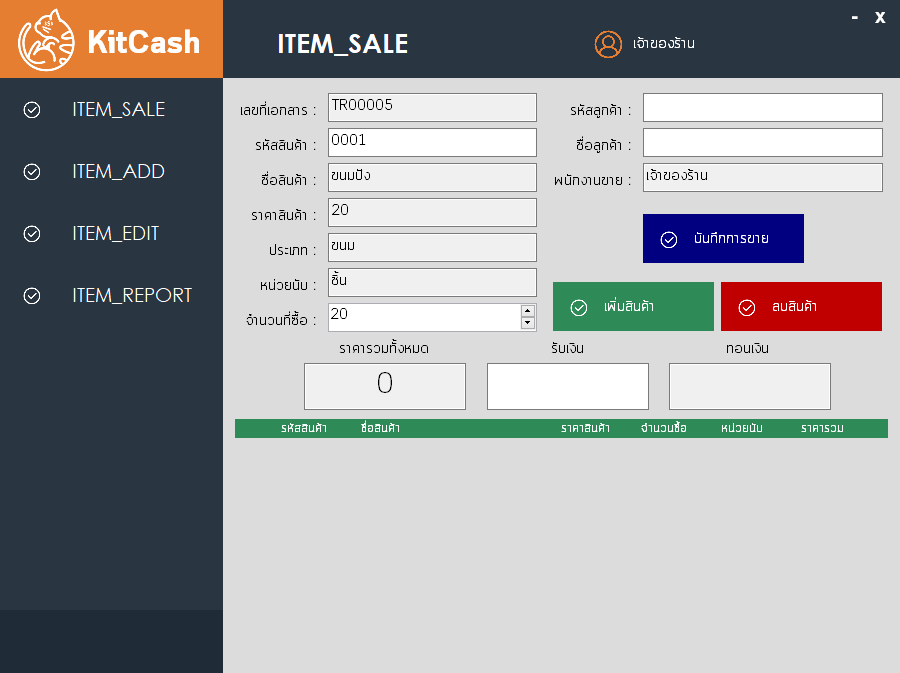 KitCash
ITEM_SALE
เจ้าของร้าน
- X
ITEM_SALE
ITEM_ADD
ITEM_EDIT
ITEM_REPORT
เลขที่เอกสาร : TR00005
รหัสสินค้า : 0001
ชื่อสินค้า : ขนมปัง
ราคาสินค้า : 20
ประเภท : ขนม
หน่วยนับ : ชิ้น
จำนวนที่ซื้อ : 20
รหัสลูกค้า :
ชื่อลูกค้า :
พนักงานขาย : เจ้าของร้าน
บันทึกการขาย
เพิ่มสินค้า ลบสินค้า
ราคารวมทั้งหมด รับเงิน ทอนเงิน
0
รหัสสินค้า ชื่อสินค้า ราคาสินค้า จำนวนซื้อ หน่วยนับ ราคารวม